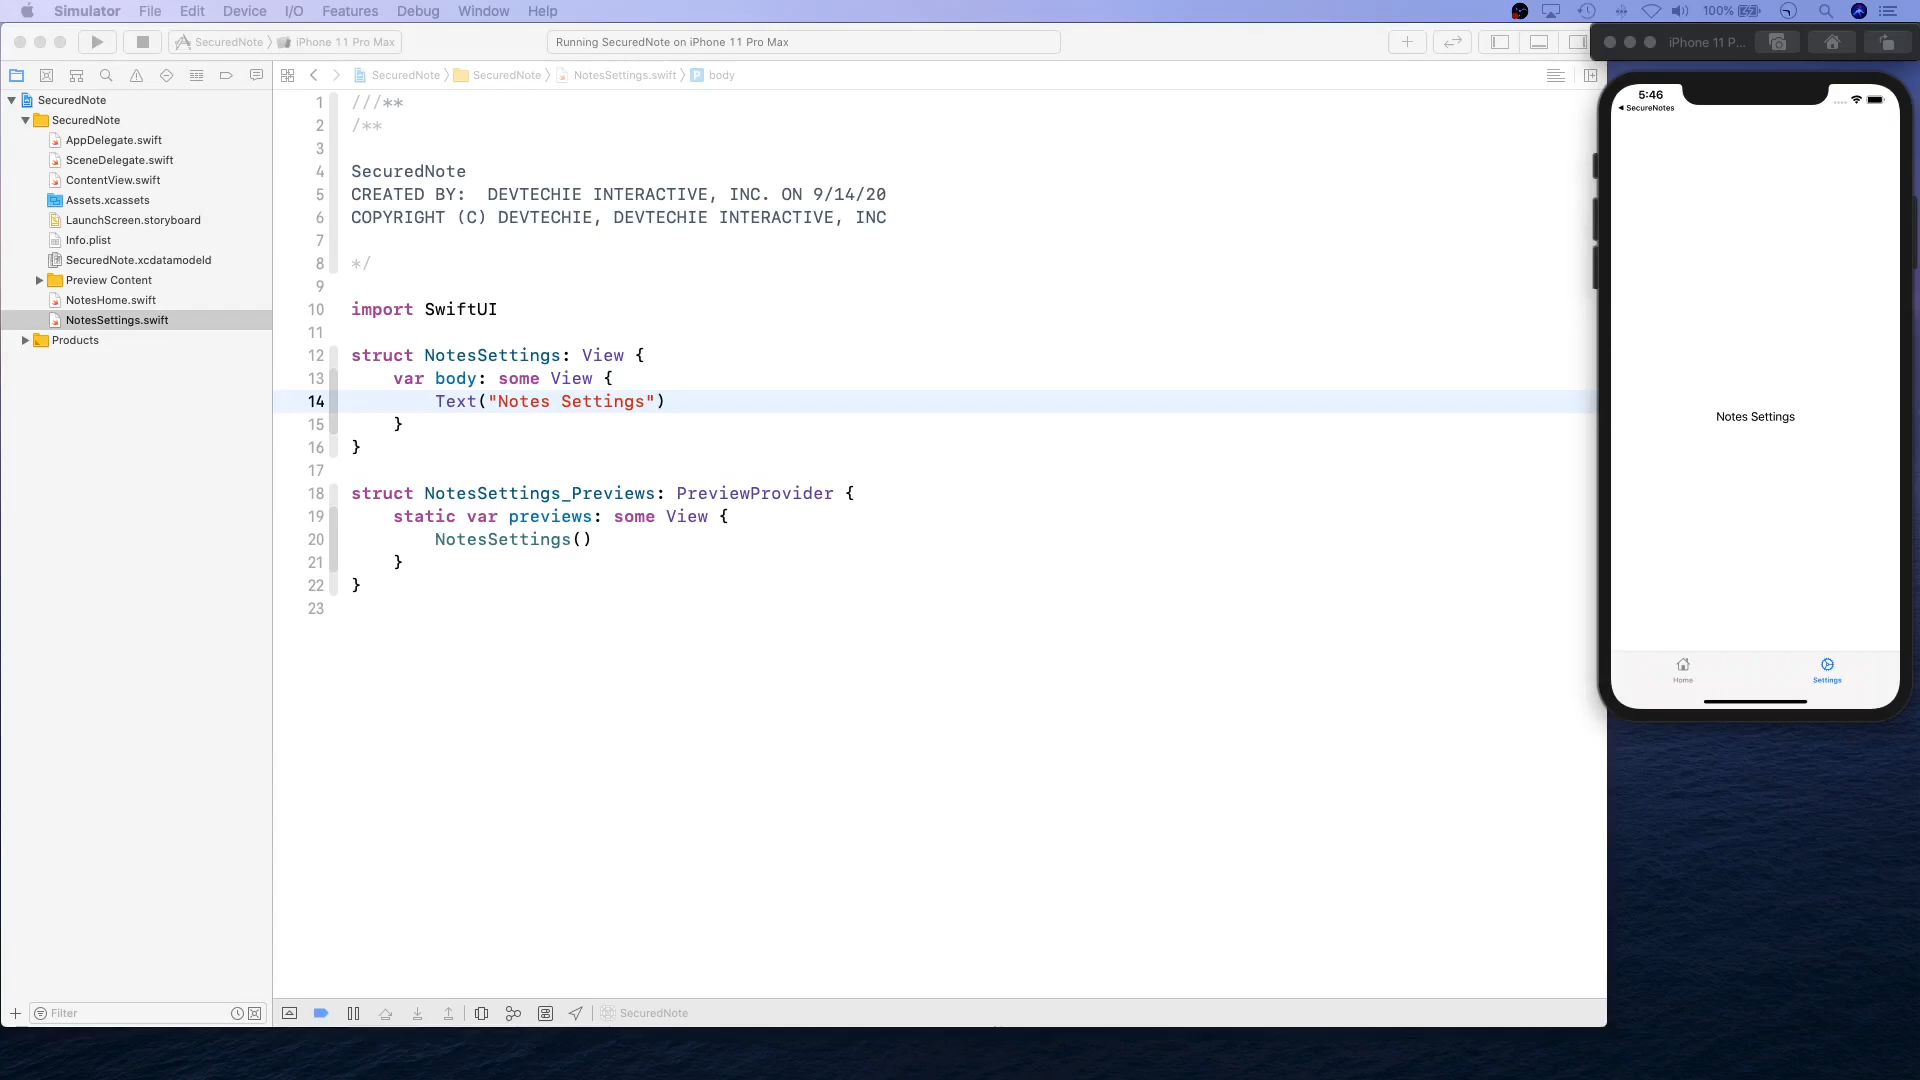 Simulator File Edit Device I/O Features Debug Window Help 100%
SecuredNote iPhone 11 Pro Max Running SecuredNote on iPhone 11 Pro Max iPhone 11 P...
SecuredNote SecuredNote NotesSettings.swift P body
SecuredNote
SecuredNote
AppDelegate.swift
SceneDelegate.swift
ContentView.swift
Assets.xcassets
LaunchScreen.storyboard
Info.plist
SecuredNote.xcdatamodeld
Preview Content
NotesHome.swift
NotesSettings.swift
Products
1 ///**
2 /**
3
4 SecuredNote
5 CREATED BY:  DEVTECHIE INTERACTIVE, INC. ON 9/14/20
6 COPYRIGHT (C) DEVTECHIE, DEVTECHIE INTERACTIVE, INC
7
8 */
9
10 import SwiftUI
11
12 struct NotesSettings: View {
13     var body: some View {
14         Text("Notes Settings")
15     }
16 }
17
18 struct NotesSettings_Previews: PreviewProvider {
19     static var previews: some View {
20         NotesSettings()
21     }
22 }
23
5:46
SecureNotes
Notes Settings
Home Settings
Filter SecuredNote